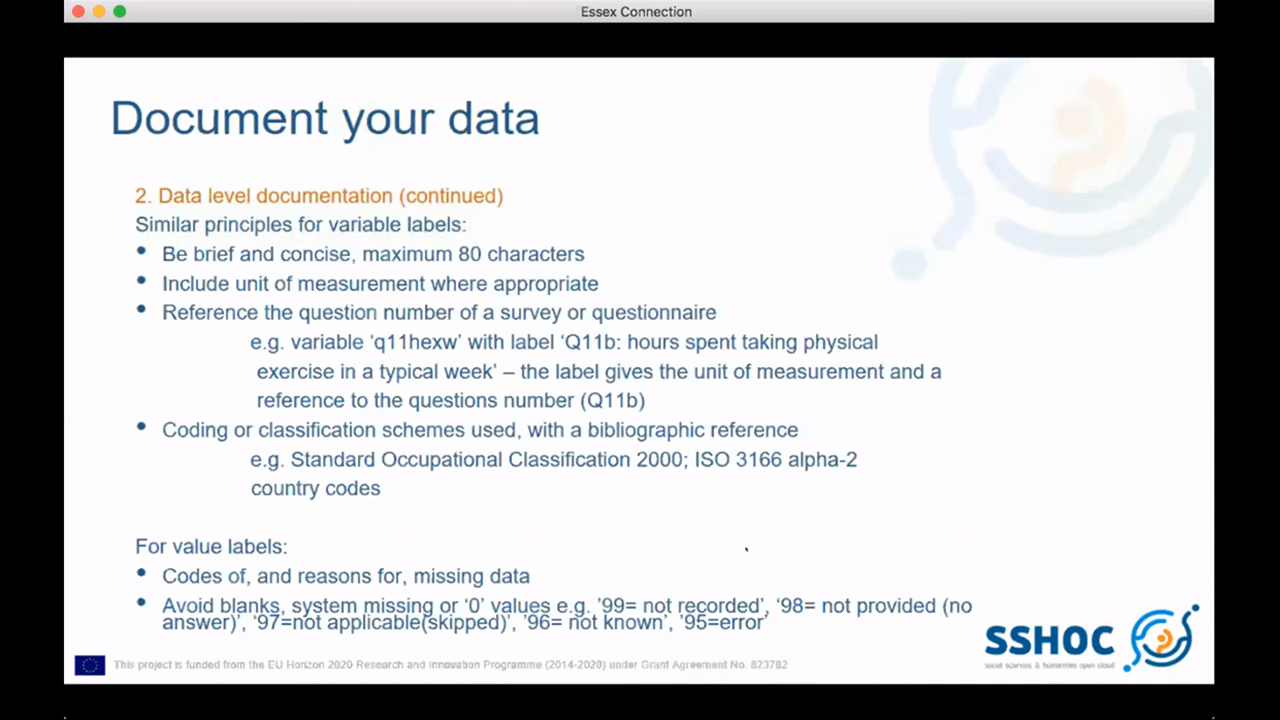 Essex Connection
Document your data
2. Data level documentation (continued)
Similar principles for variable labels:
• Be brief and concise, maximum 80 characters
• Include unit of measurement where appropriate
• Reference the question number of a survey or questionnaire
e.g. variable ‘q11hexw’ with label ‘Q11b: hours spent taking physical
exercise in a typical week’ – the label gives the unit of measurement and a
reference to the questions number (Q11b)
• Coding or classification schemes used, with a bibliographic reference
e.g. Standard Occupational Classification 2000; ISO 3166 alpha-2
country codes
For value labels:
• Codes of, and reasons for, missing data
• Avoid blanks, system missing or ‘0’ values e.g. ’99= not recorded’, ‘98= not provided (no
answer)’, ‘97=not applicable(skipped)’, ’96= not known’, ’95=error’
SSHOC
social sciences & humanities open cloud
This project is funded from the EU Horizon 2020 Research and Innovation Programme (2014-2020) under Grant Agreement No. 823782